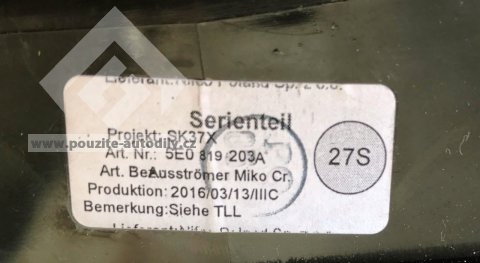 Serienteil
Projekt: SK37X
www.pouzite-autodily.cz
Art. Nr.: 5E0 819 203A
27S
Art. Be Ausströmer Miko Cr.
Produktion: 2016/03/13/IIIC
Bemerkung:Siehe TLL